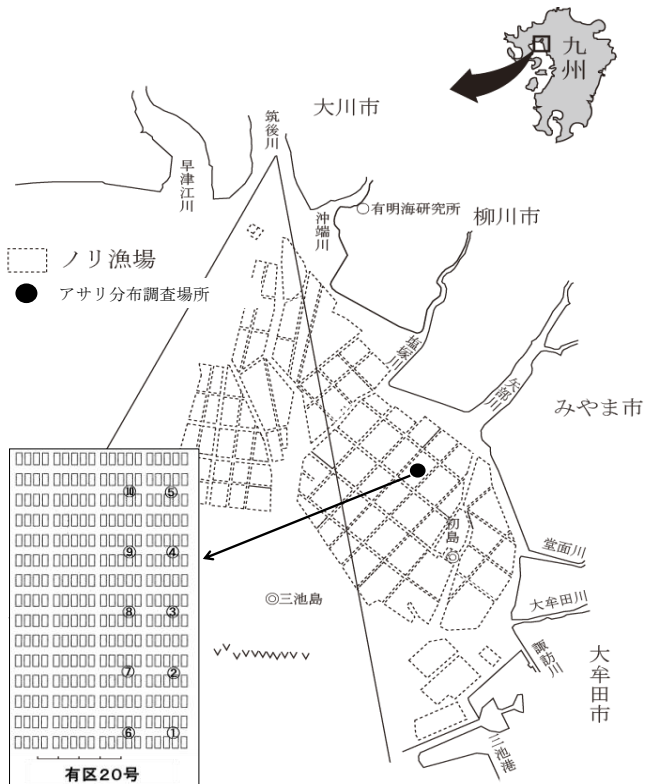 九州
大川市
筑後川
早津江川
沖端川
○有明海研究所
柳川市
ノリ漁場
アサリ分布調査場所
塩塚川
矢部川
みやま市
初島
堂面川
大牟田川
諏訪川
大牟田市
三池島
三池港
⑩ ⑤
⑨ ④
⑧ ③
⑦ ②
⑥ ①
有区20号